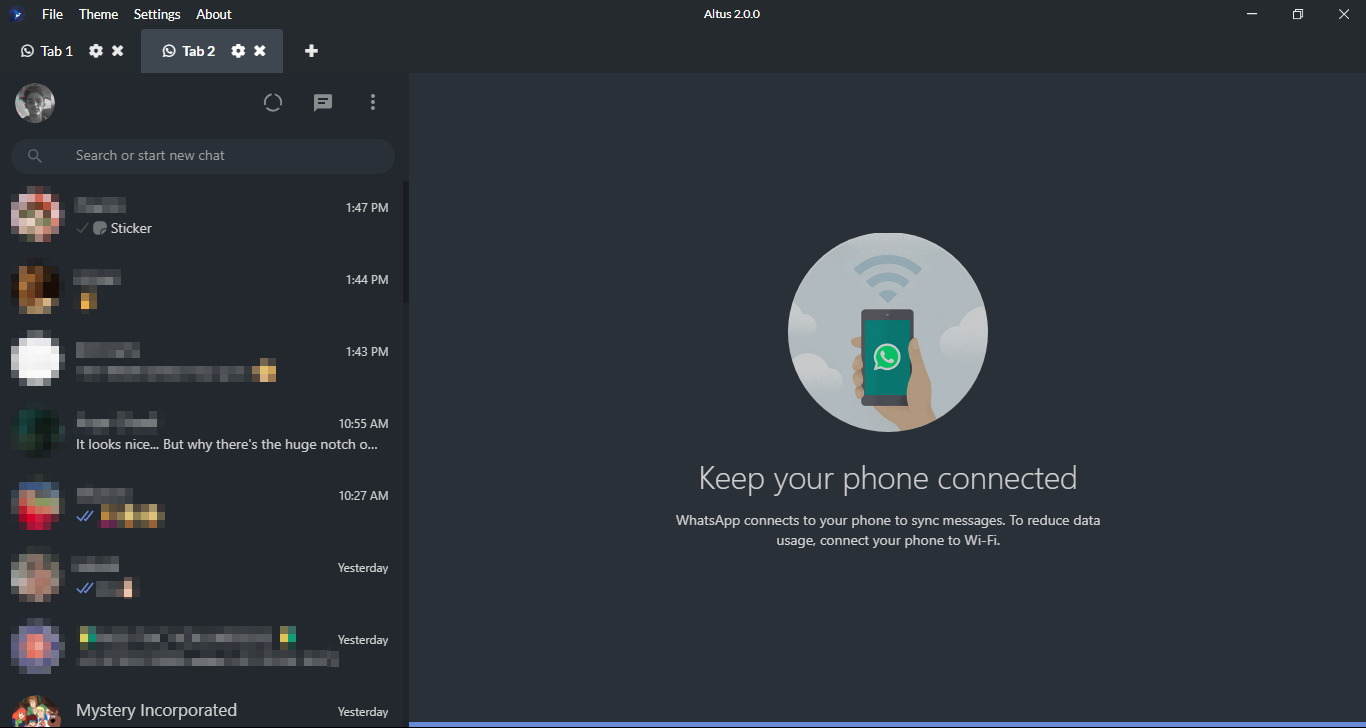 File Theme Settings About
Altus 2.0.0
Tab 1
Tab 2
Search or start new chat
1:47 PM
Sticker
1:44 PM
1:43 PM
10:55 AM
It looks nice... But why there's the huge notch o...
10:27 AM
Yesterday
Yesterday
Mystery Incorporated
Yesterday
Keep your phone connected
WhatsApp connects to your phone to sync messages. To reduce data
usage, connect your phone to Wi-Fi.